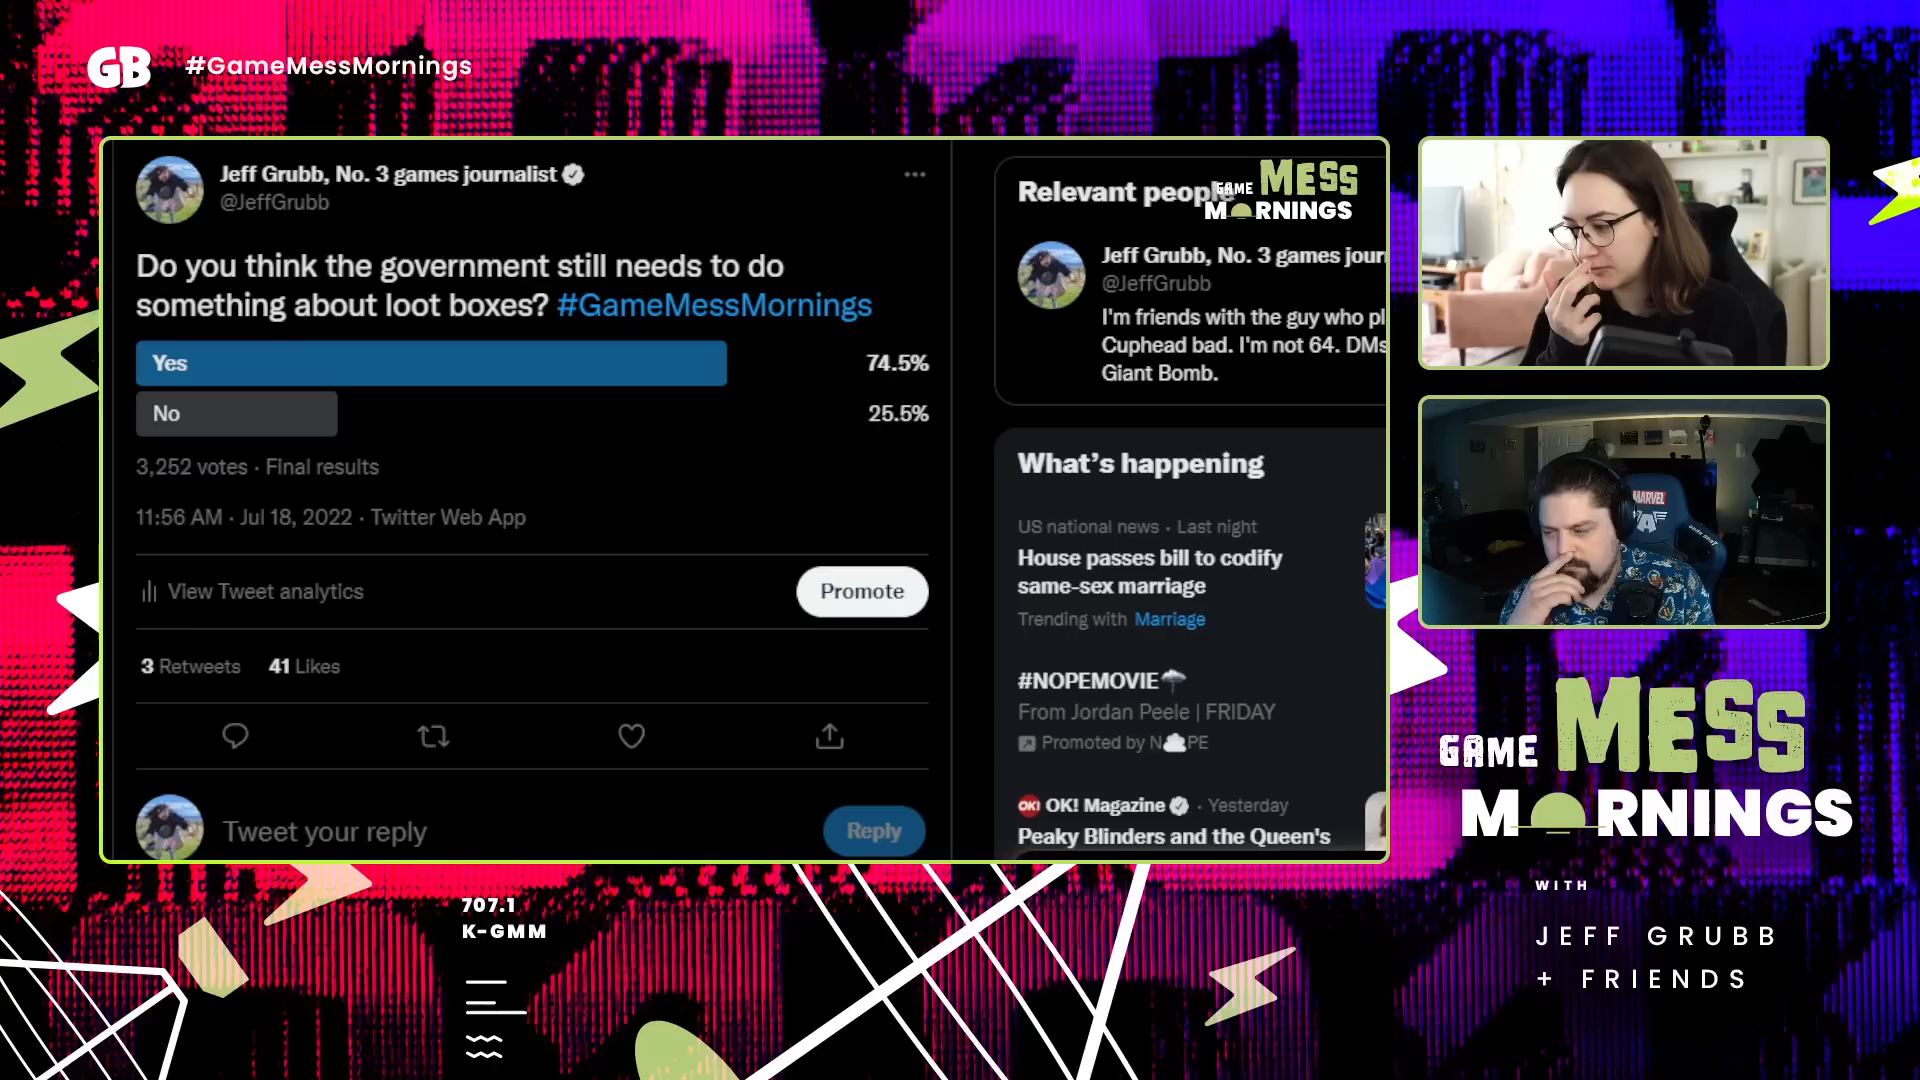 GB
#GameMessMornings
Jeff Grubb, No. 3 games journalist
@JeffGrubb
Do you think the government still needs to do
something about loot boxes? #GameMessMornings
Yes 74.5%
No 25.5%
3,252 votes · Final results
11:56 AM · Jul 18, 2022 · Twitter Web App
View Tweet analytics
Promote
3 Retweets 41 Likes
Tweet your reply
Reply
Relevant people
GAME MESS
MORNINGS
Jeff Grubb, No. 3 games jour
@JeffGrubb
I'm friends with the guy who pl
Cuphead bad. I'm not 64. DMs
Giant Bomb.
What's happening
US national news · Last night
House passes bill to codify
same-sex marriage
Trending with Marriage
#NOPEMOVIE
From Jordan Peele | FRIDAY
Promoted by N☁PE
OK! OK! Magazine · Yesterday
Peaky Blinders and the Queen's
MARVEL
GAME MESS
MORNINGS
WITH
JEFF GRUBB
+ FRIENDS
707.1
K-GMM